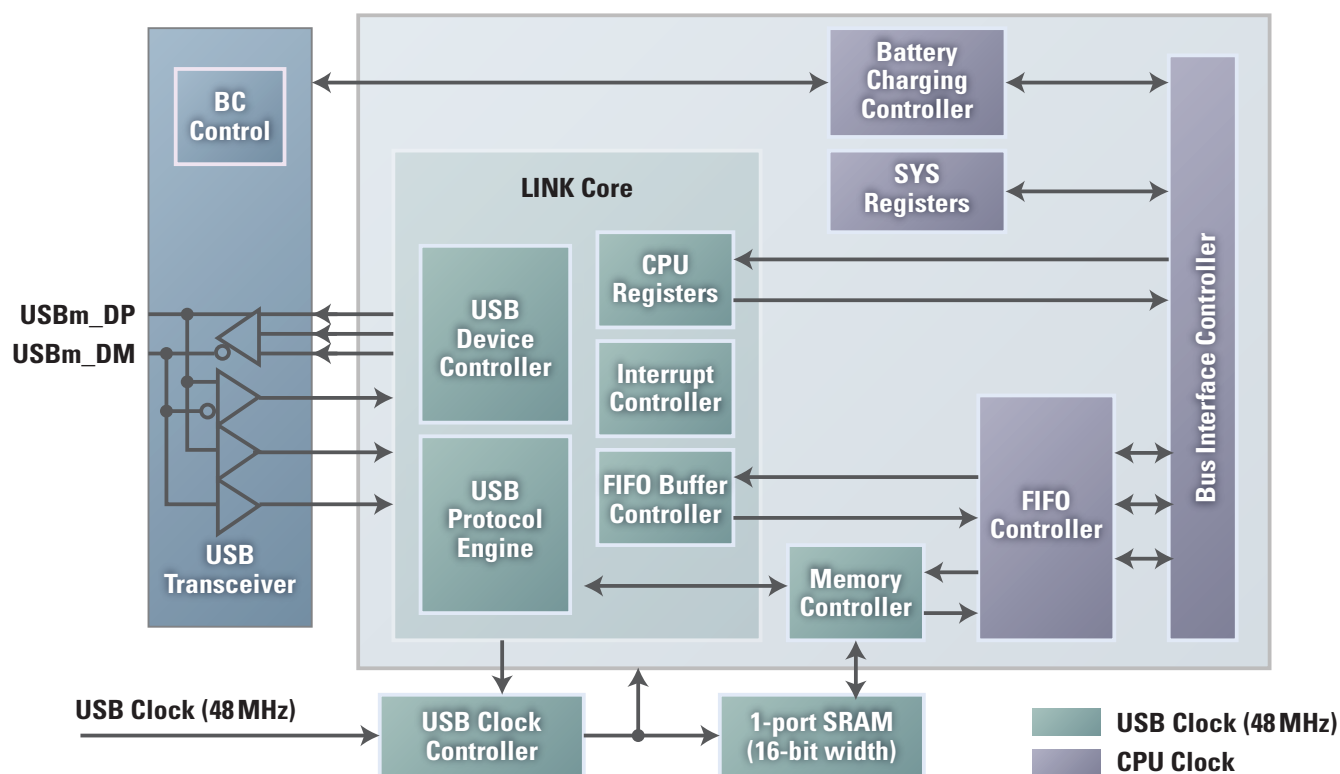 BC
Control
Battery
Charging
Controller
SYS
Registers
LINK Core
CPU
Registers
USB
Device
Controller
Interrupt
Controller
USBm_DP
USBm_DM
USB
Protocol
Engine
FIFO Buffer
Controller
FIFO
Controller
Bus Interface Controller
USB
Transceiver
Memory
Controller
USB Clock (48 MHz)
USB Clock
Controller
1-port SRAM
(16-bit width)
USB Clock (48 MHz)
CPU Clock